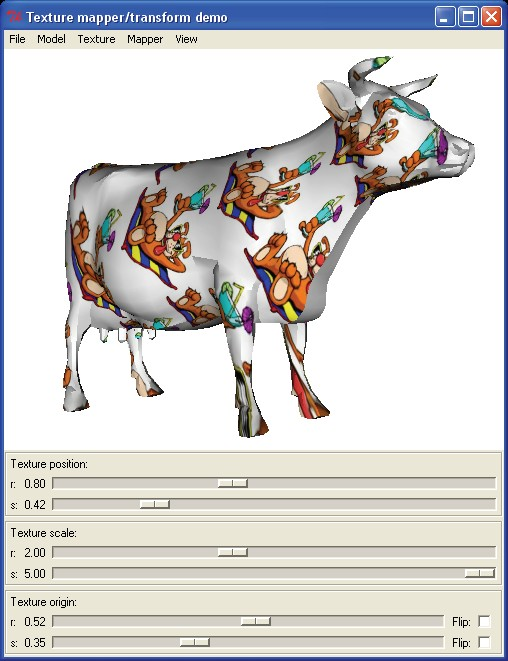 Texture mapper/transform demo
File Model Texture Mapper View
Texture position:
r: 0.80
s: 0.42
Texture scale:
r: 2.00
s: 5.00
Texture origin:
r: 0.52 Flip:
s: 0.35 Flip: